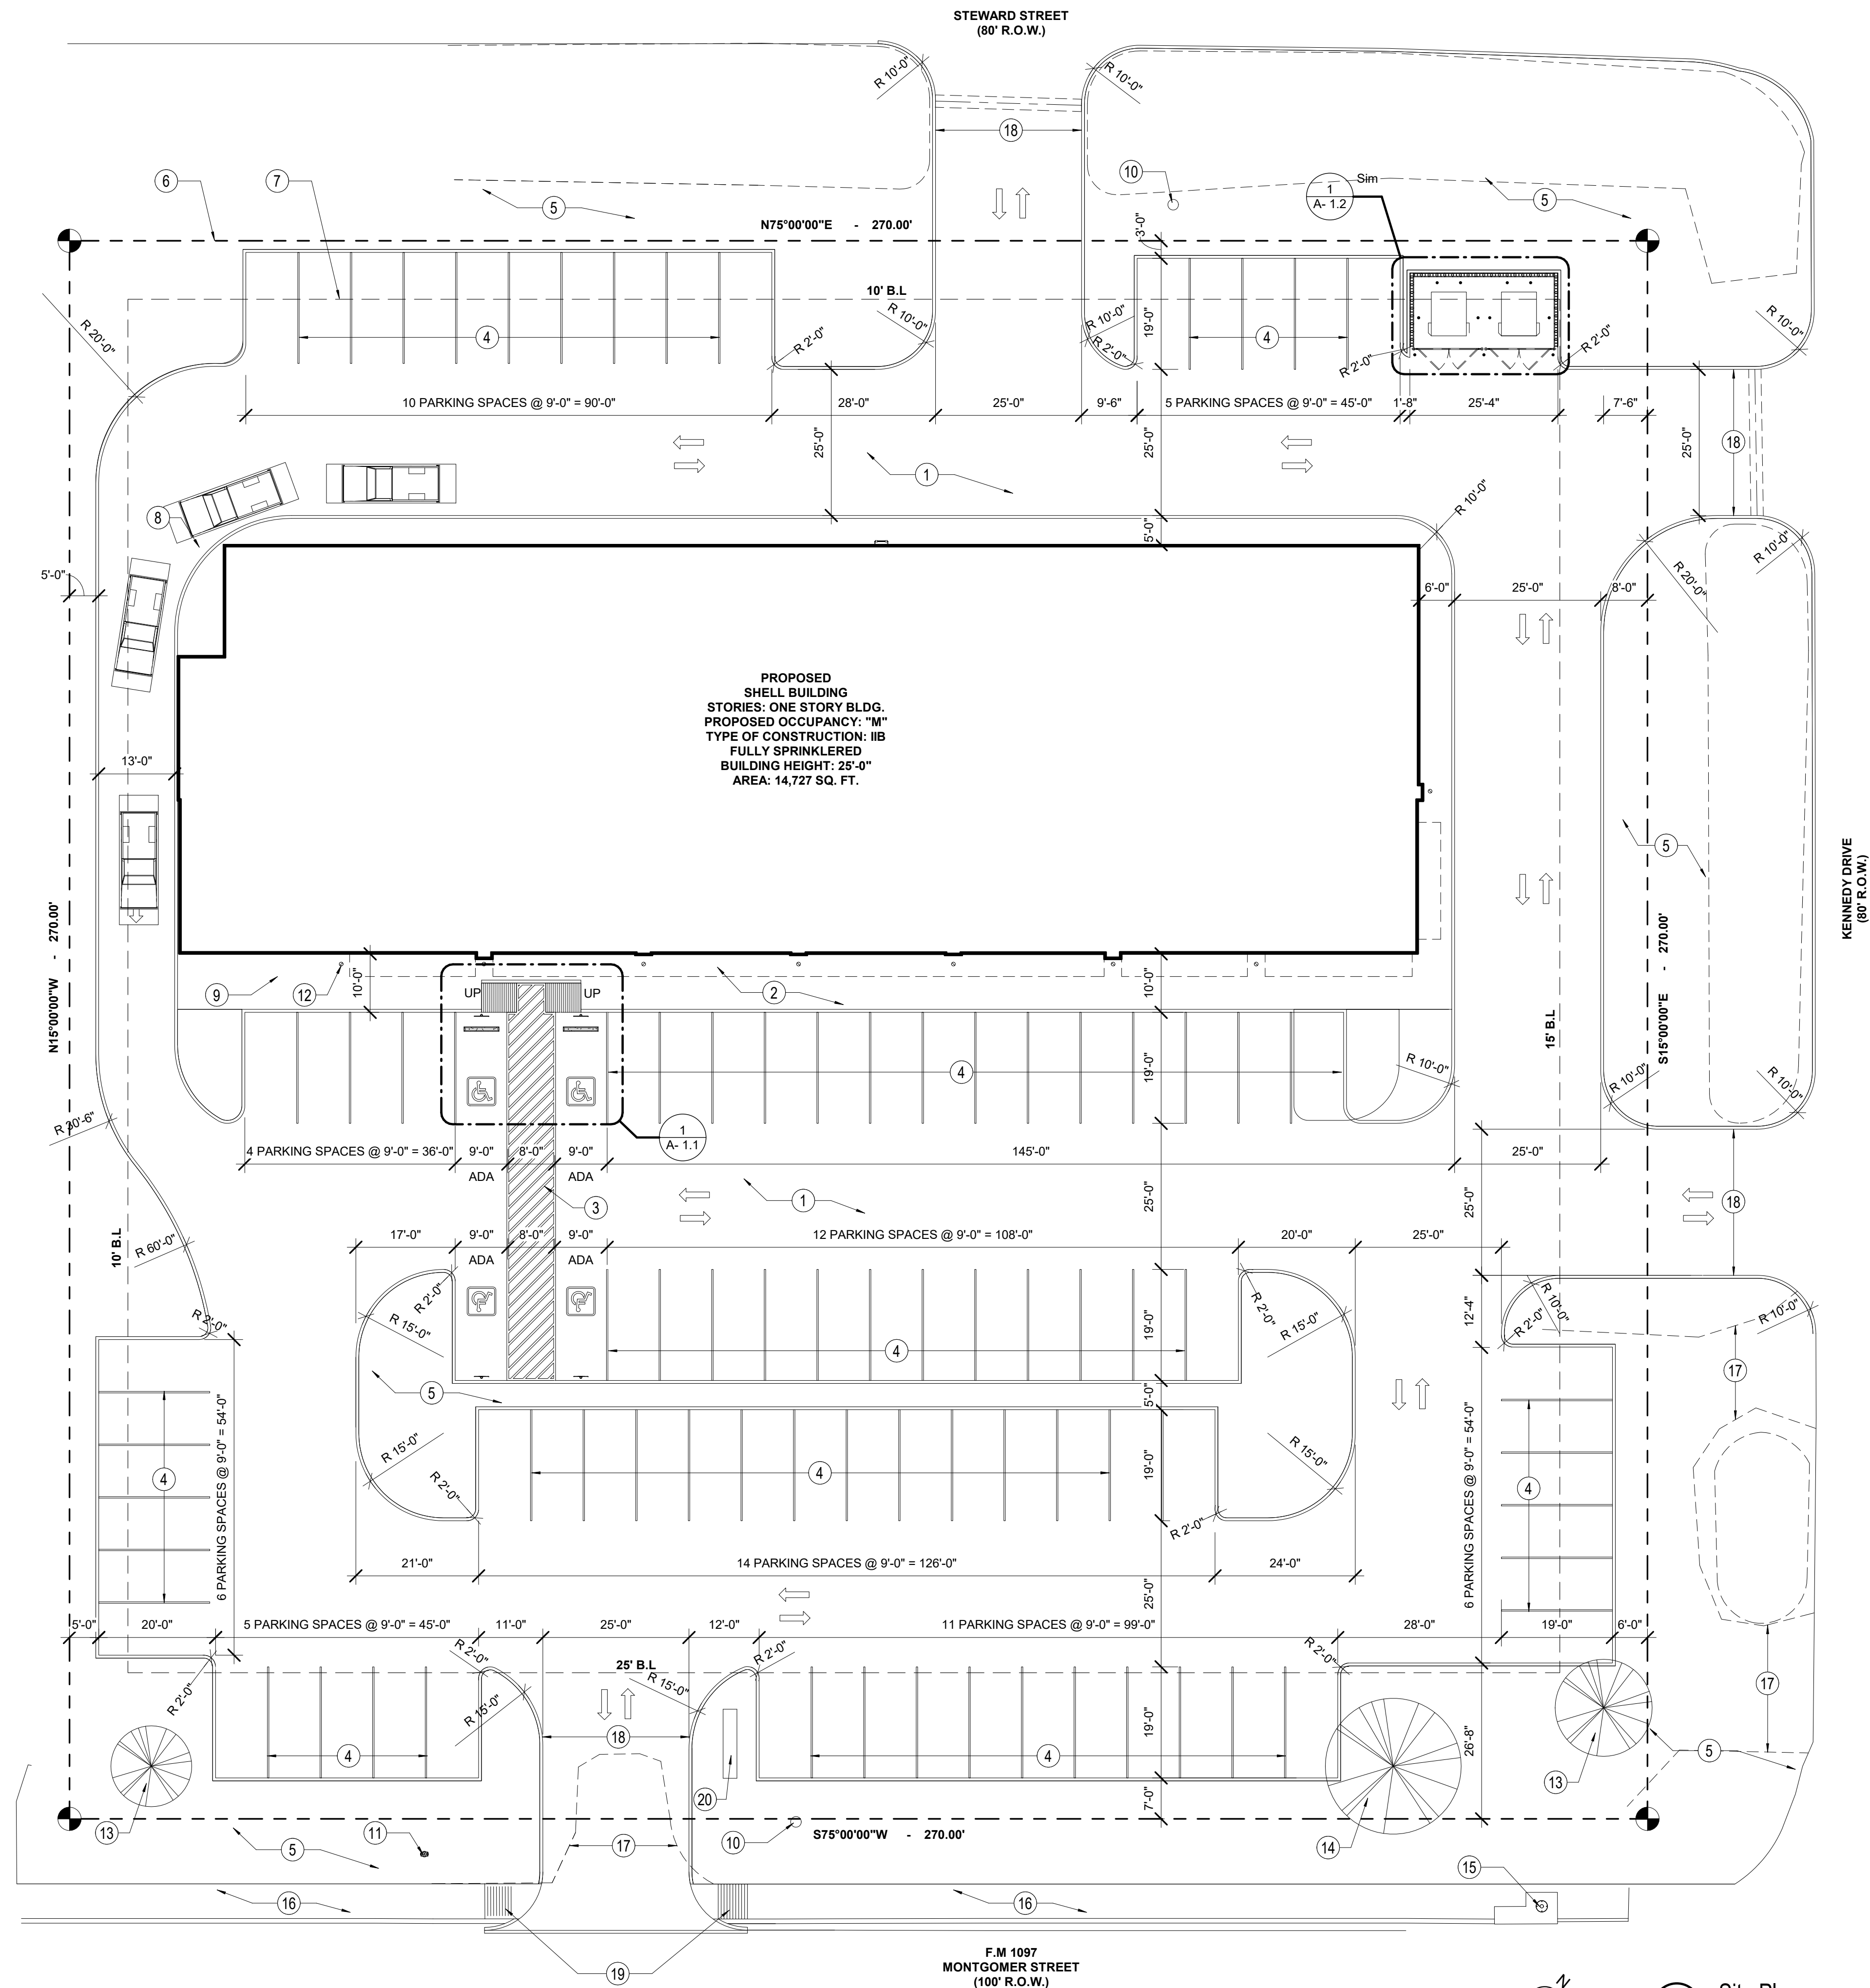 STEWARD STREET
(80' R.O.W.)
R 10'-0"
R 10'-0"
18
10
Sim
1
A- 1.2
6
7
5
5
N75°00'00"E - 270.00'
3'-0"
10' B.L
R 20'-0"
R 10'-0"
R 10'-0"
19'-0"
R 10'-0"
4
R 2'-0"
R 2'-0"
4
R 2'-0"
R 2'-0"
10 PARKING SPACES @ 9'-0" = 90'-0"
28'-0"
25'-0"
9'-6"
5 PARKING SPACES @ 9'-0" = 45'-0"
1'-8"
25'-4"
7'-6"
25'-0"
25'-0"
25'-0"
18
1
8
R 10'-0"
5'-0"
R 10'-0"
5'-0"
R 20'-0"
6'-0"
25'-0"
8'-0"
PROPOSED
SHELL BUILDING
STORIES: ONE STORY BLDG.
PROPOSED OCCUPANCY: "M"
TYPE OF CONSTRUCTION: IIB
FULLY SPRINKLERED
BUILDING HEIGHT: 25'-0"
AREA: 14,727 SQ. FT.
13'-0"
5
KENNEDY DRIVE
(80' R.O.W.)
N15°00'00"W - 270.00'
S15°00'00"E - 270.00'
9
12
10'-0"
UP
UP
2
10'-0"
15' B.L
4
19'-0"
R 10'-0"
R 10'-0"
R 10'-0"
R 30'-6"
1
A- 1.1
4 PARKING SPACES @ 9'-0" = 36'-0"
9'-0"
8'-0"
9'-0"
145'-0"
25'-0"
ADA
ADA
3
1
25'-0"
25'-0"
18
10' B.L
R 60'-0"
17'-0"
9'-0"
8'-0"
9'-0"
12 PARKING SPACES @ 9'-0" = 108'-0"
20'-0"
25'-0"
ADA
ADA
R 2'-0"
R 2'-0"
R 15'-0"
R 2'-0"
R 15'-0"
19'-0"
12'-4"
R 10'-0"
R 2'-0"
R 10'-0"
4
17
5
5'-0"
6 PARKING SPACES @ 9'-0" = 54'-0"
6 PARKING SPACES @ 9'-0" = 54'-0"
4
R 15'-0"
R 2'-0"
4
19'-0"
R 15'-0"
4
R 2'-0"
21'-0"
14 PARKING SPACES @ 9'-0" = 126'-0"
24'-0"
25'-0"
5'-0"
20'-0"
5 PARKING SPACES @ 9'-0" = 45'-0"
11'-0"
25'-0"
12'-0"
11 PARKING SPACES @ 9'-0" = 99'-0"
28'-0"
19'-0"
6'-0"
R 2'-0"
R 2'-0"
R 2'-0"
25' B.L
R 2'-0"
R 15'-0"
R 15'-0"
17
18
19'-0"
26'-8"
4
4
5
20
13
7'-0"
13
11
5
17
10
S75°00'00"W - 270.00'
14
15
16
16
19
F.M 1097
MONTGOMER STREET
(100' R.O.W.)
N